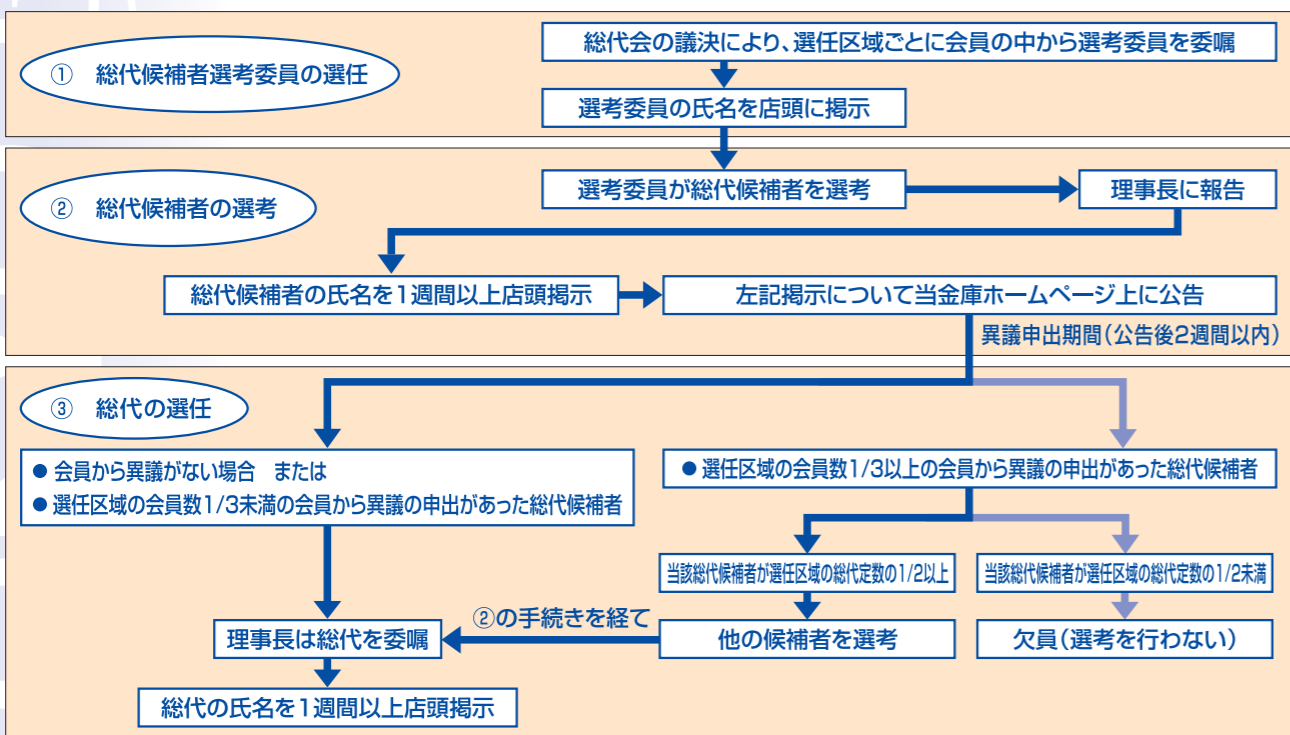 ① 総代候補者選考委員の選任
総代会の議決により、選任区域ごとに会員の中から選考委員を委嘱
選考委員の氏名を店頭に掲示
② 総代候補者の選考
選考委員が総代候補者を選考
理事長に報告
総代候補者の氏名を1週間以上店頭掲示
左記掲示について当金庫ホームページ上に公告
異議申出期間(公告後2週間以内)
③ 総代の選任
● 会員から異議がない場合 または
● 選任区域の会員数1/3未満の会員から異議の申出があった総代候補者
● 選任区域の会員数1/3以上の会員から異議の申出があった総代候補者
当該総代候補者が選任区域の総代定数の1/2以上
当該総代候補者が選任区域の総代定数の1/2未満
②の手続きを経て
理事長は総代を委嘱
他の候補者を選考
欠員(選考を行わない)
総代の氏名を1週間以上店頭掲示